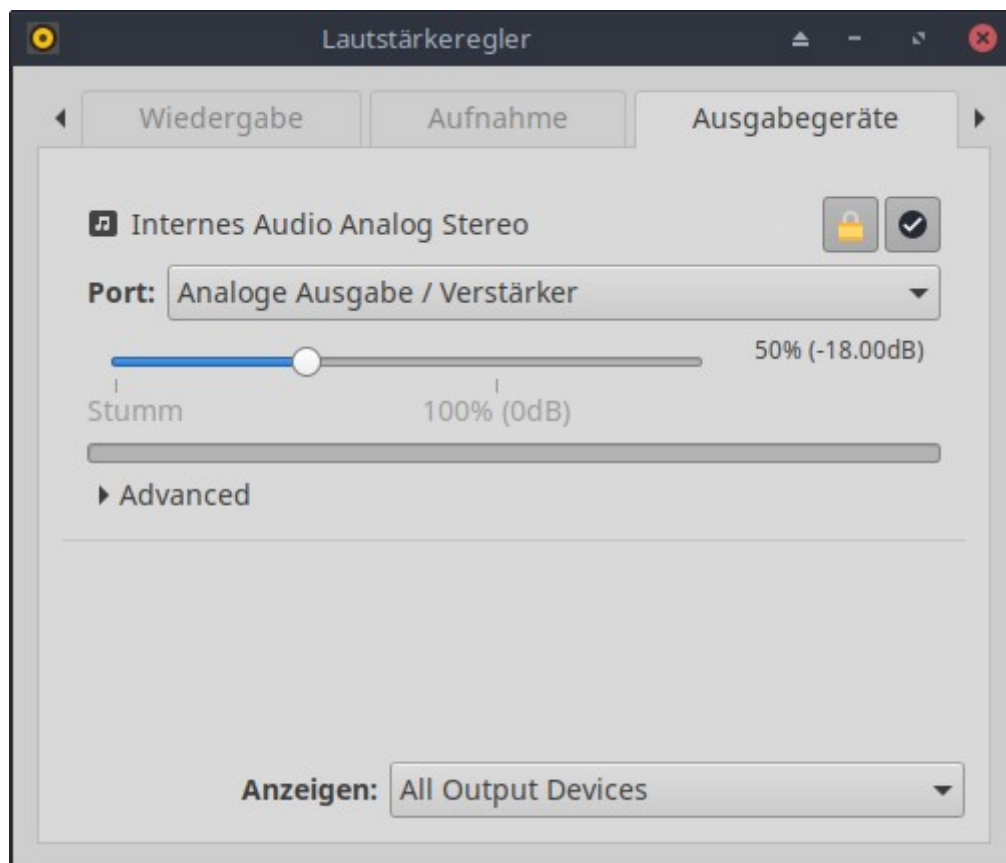 Lautstärkeregler
Wiedergabe Aufnahme Ausgabegeräte
Internes Audio Analog Stereo
Port: Analoge Ausgabe / Verstärker
50% (-18.00dB)
Stumm 100% (0dB)
Advanced
Anzeigen: All Output Devices